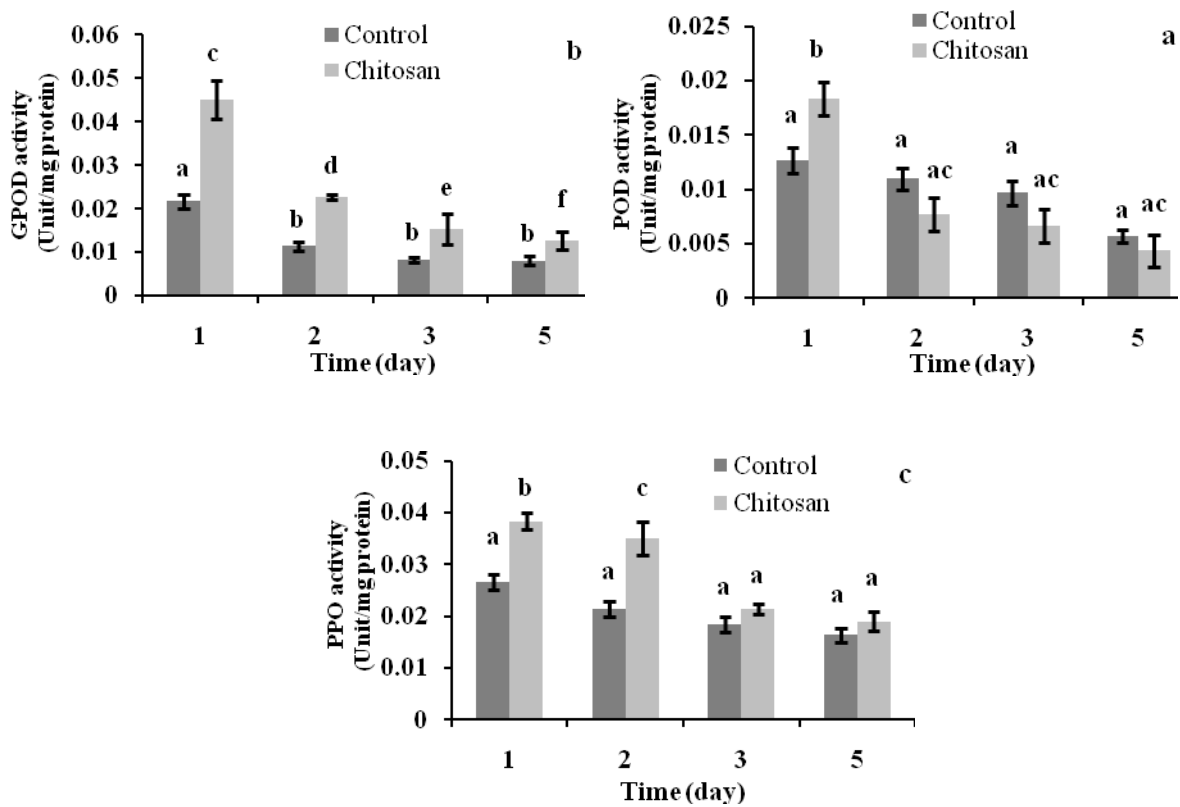 GPOD activity
(Unit/mg protein)
0.06
0.05
0.04
0.03
0.02
0.01
0
Control
Chitosan
b
a
c
b
d
b
e
b
f
1 2 3 5
Time (day)
POD activity
(Unit/mg protein)
0.025
0.02
0.015
0.01
0.005
0
Control
Chitosan
a
a
b
a
ac
a
ac
a
ac
1 2 3 5
Time (day)
PPO activity
(Unit/mg protein)
0.05
0.04
0.03
0.02
0.01
0
Control
Chitosan
c
a
b
a
c
a
a
a
a
1 2 3 5
Time (day)